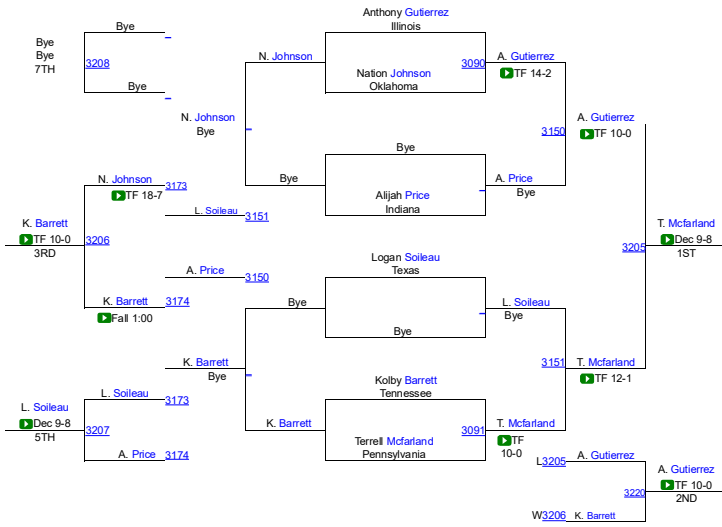 Anthony Gutierrez
Illinois
Bye
Bye
Bye
7TH
3208
Bye
N. Johnson
3090
A. Gutierrez
TF 14-2
Nation Johnson
Oklahoma
N. Johnson
Bye
A. Gutierrez
TF 10-0
3150
Bye
Bye
A. Price
Bye
Alijah Price
Indiana
N. Johnson
3173
TF 18-7
L. Soileau
3151
K. Barrett
TF 10-0
3RD
3206
T. Mcfarland
Dec 9-8
1ST
3205
A. Price
3150
K. Barrett
3174
Fall 1:00
Logan Soileau
Texas
Bye
L. Soileau
Bye
Bye
K. Barrett
Bye
3151
T. Mcfarland
TF 12-1
Kolby Barrett
Tennessee
L. Soileau
3173
L. Soileau
Dec 9-8
5TH
3207
A. Price
3174
K. Barrett
3091
T. Mcfarland
TF
10-0
Terrell Mcfarland
Pennsylvania
L3205
A. Gutierrez
3220
A. Gutierrez
TF 10-0
2ND
W3206
K. Barrett